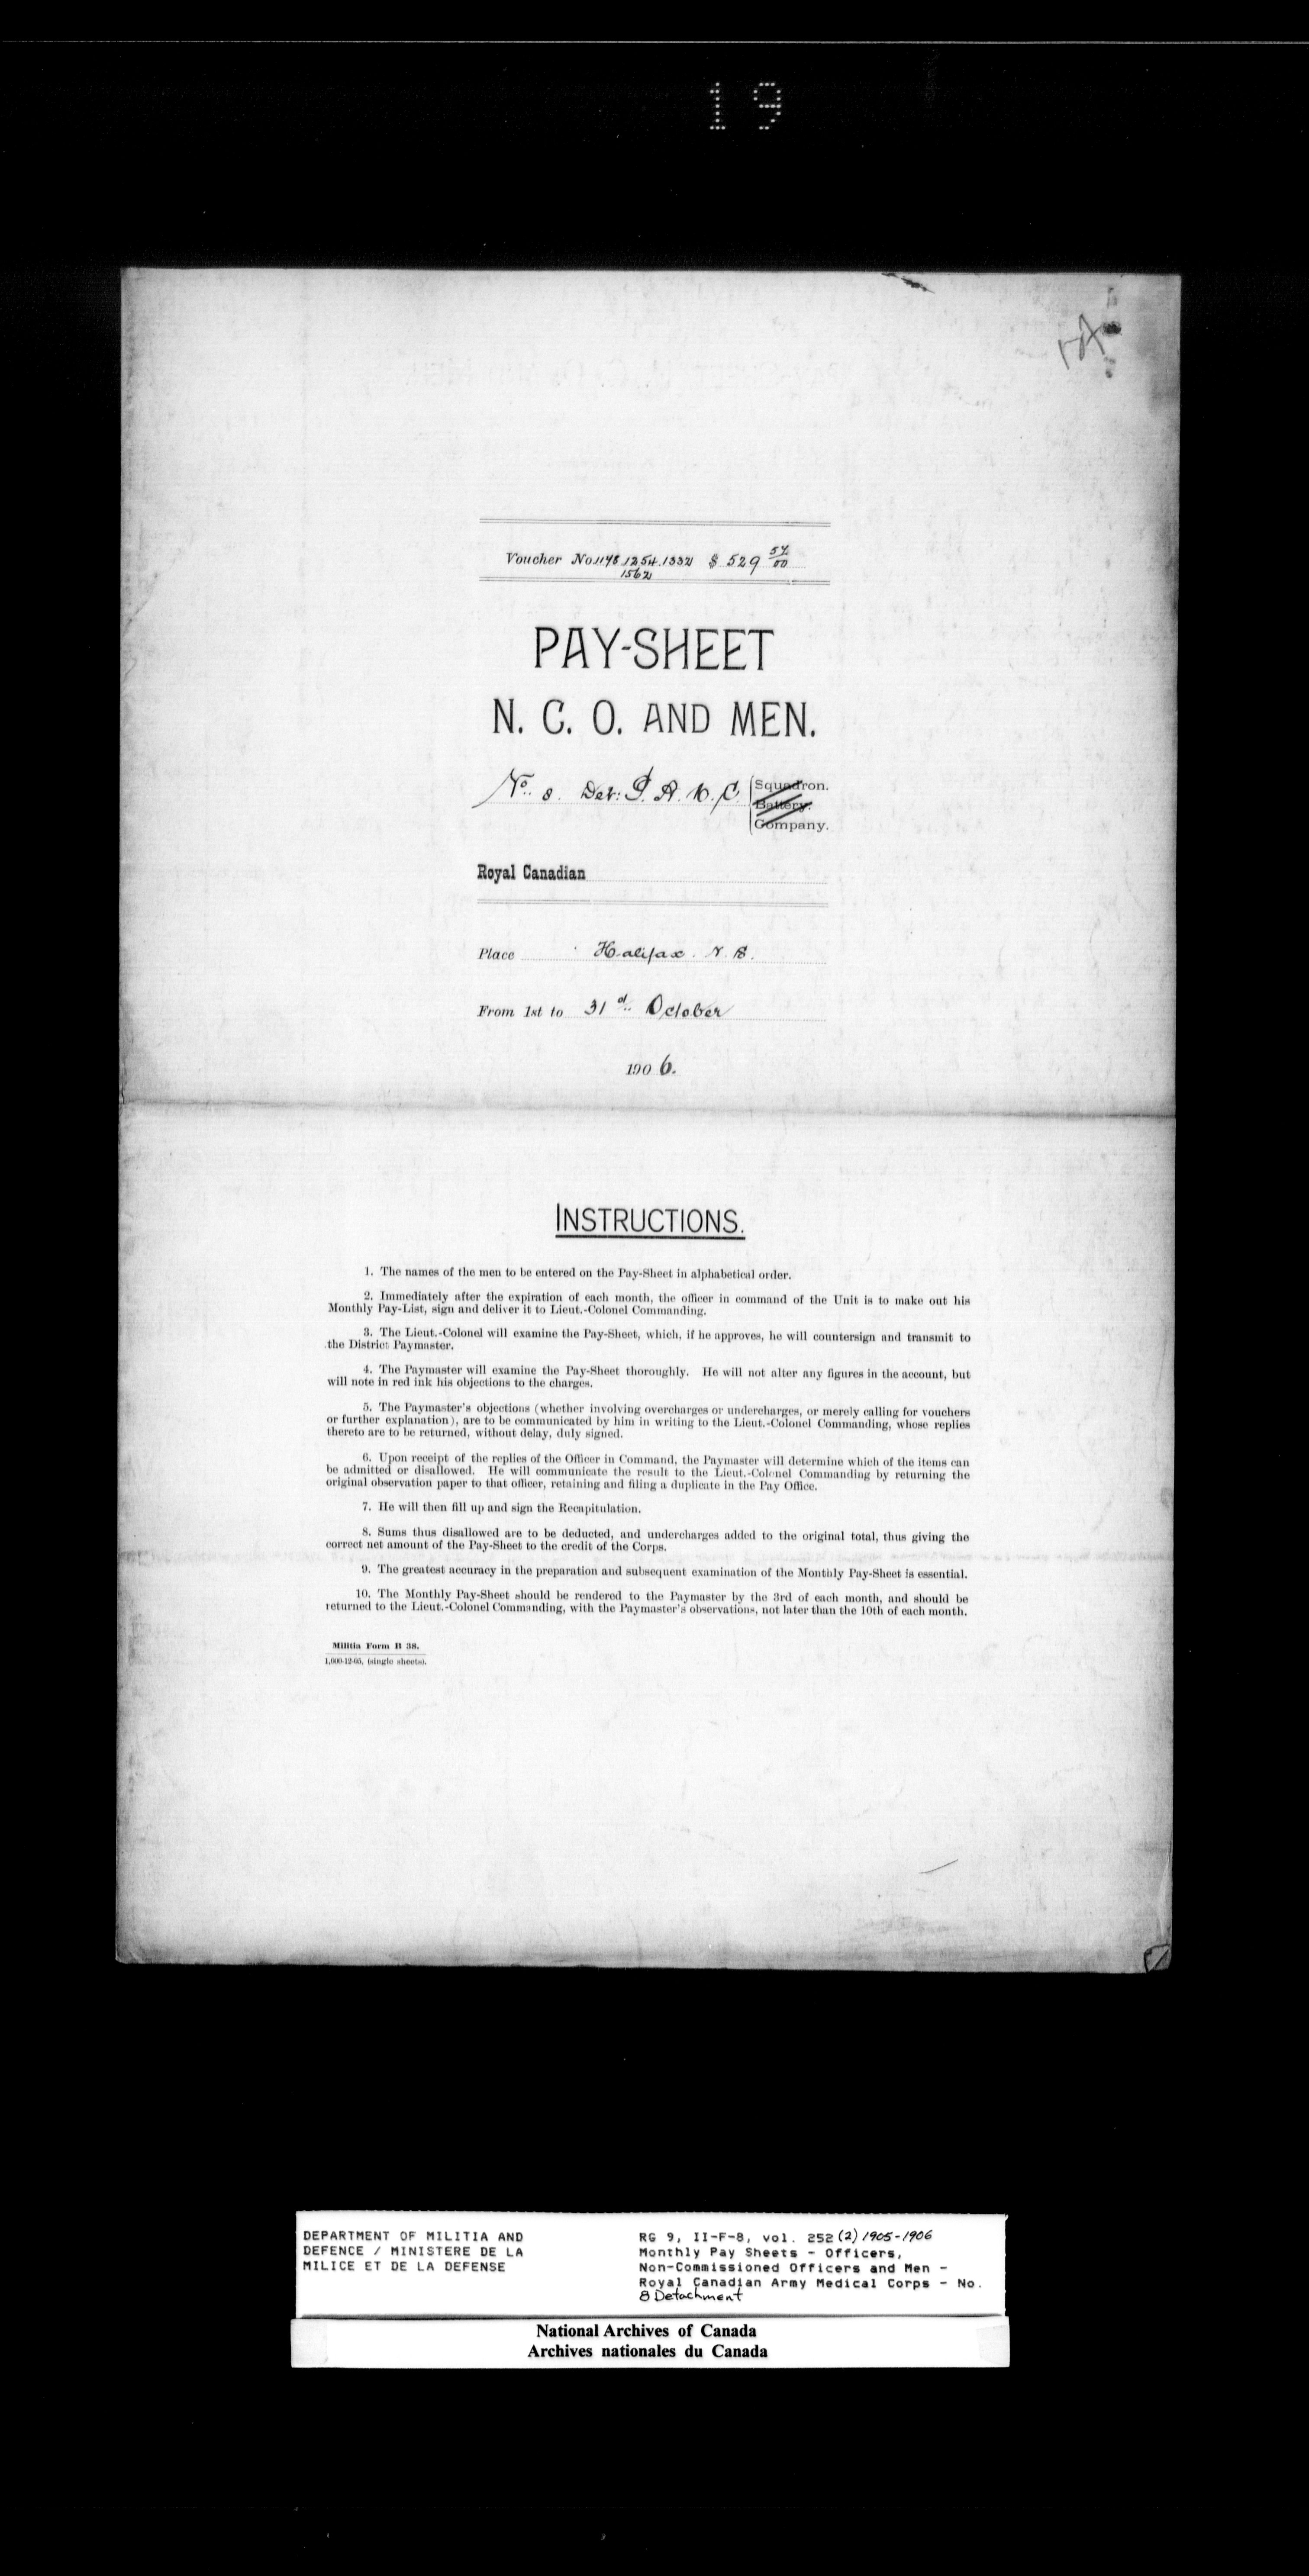 19
Voucher No 1178.1254.1332 $ 529 54/00
1562
PAY-SHEET
N. C. O. AND MEN.
No. 8. Det: P. A. M. C. Squadron.
Battery.
Company.
Royal Canadian
Place Halifax. N. S.
From 1st to 31d. October
190 6.
INSTRUCTIONS.
1. The names of the men to be entered on the Pay-Sheet in alphabetical order.
2. Immediately after the expiration of each month, the officer in command of the Unit is to make out his
Monthly Pay-List, sign and deliver it to Lieut.-Colonel Commanding.
3. The Lieut.-Colonel will examine the Pay-Sheet, which, if he approves, he will countersign and transmit to
the District Paymaster.
4. The Paymaster will examine the Pay-Sheet thoroughly. He will not alter any figures in the account, but
will note in red ink his objections to the charges.
5. The Paymaster's objections (whether involving overcharges or undercharges, or merely calling for vouchers
or further explanation), are to be communicated by him in writing to the Lieut.-Colonel Commanding, whose replies
thereto are to be returned, without delay, duly signed.
6. Upon receipt of the replies of the Officer in Command, the Paymaster will determine which of the items can
be admitted or disallowed. He will communicate the result to the Lieut.-Colonel Commanding by returning the
original observation paper to that officer, retaining and filing a duplicate in the Pay Office.
7. He will then fill up and sign the Recapitulation.
8. Sums thus disallowed are to be deducted, and undercharges added to the original total, thus giving the
correct net amount of the Pay-Sheet to the credit of the Corps.
9. The greatest accuracy in the preparation and subsequent examination of the Monthly Pay-Sheet is essential.
10. The Monthly Pay-Sheet should be rendered to the Paymaster by the 3rd of each month, and should be
returned to the Lieut.-Colonel Commanding, with the Paymaster's observations, not later than the 10th of each month.
Militia Form B 38.
1,000-12-05. (single sheets).
DEPARTMENT OF MILITIA AND
DEFENCE / MINISTERE DE LA
MILICE ET DE LA DEFENSE
RG 9, II-F-8, vol. 252 (2) 1905-1906
Monthly Pay Sheets - Officers,
Non-Commissioned Officers and Men -
Royal Canadian Army Medical Corps - No.
8 Detachment
National Archives of Canada
Archives nationales du Canada